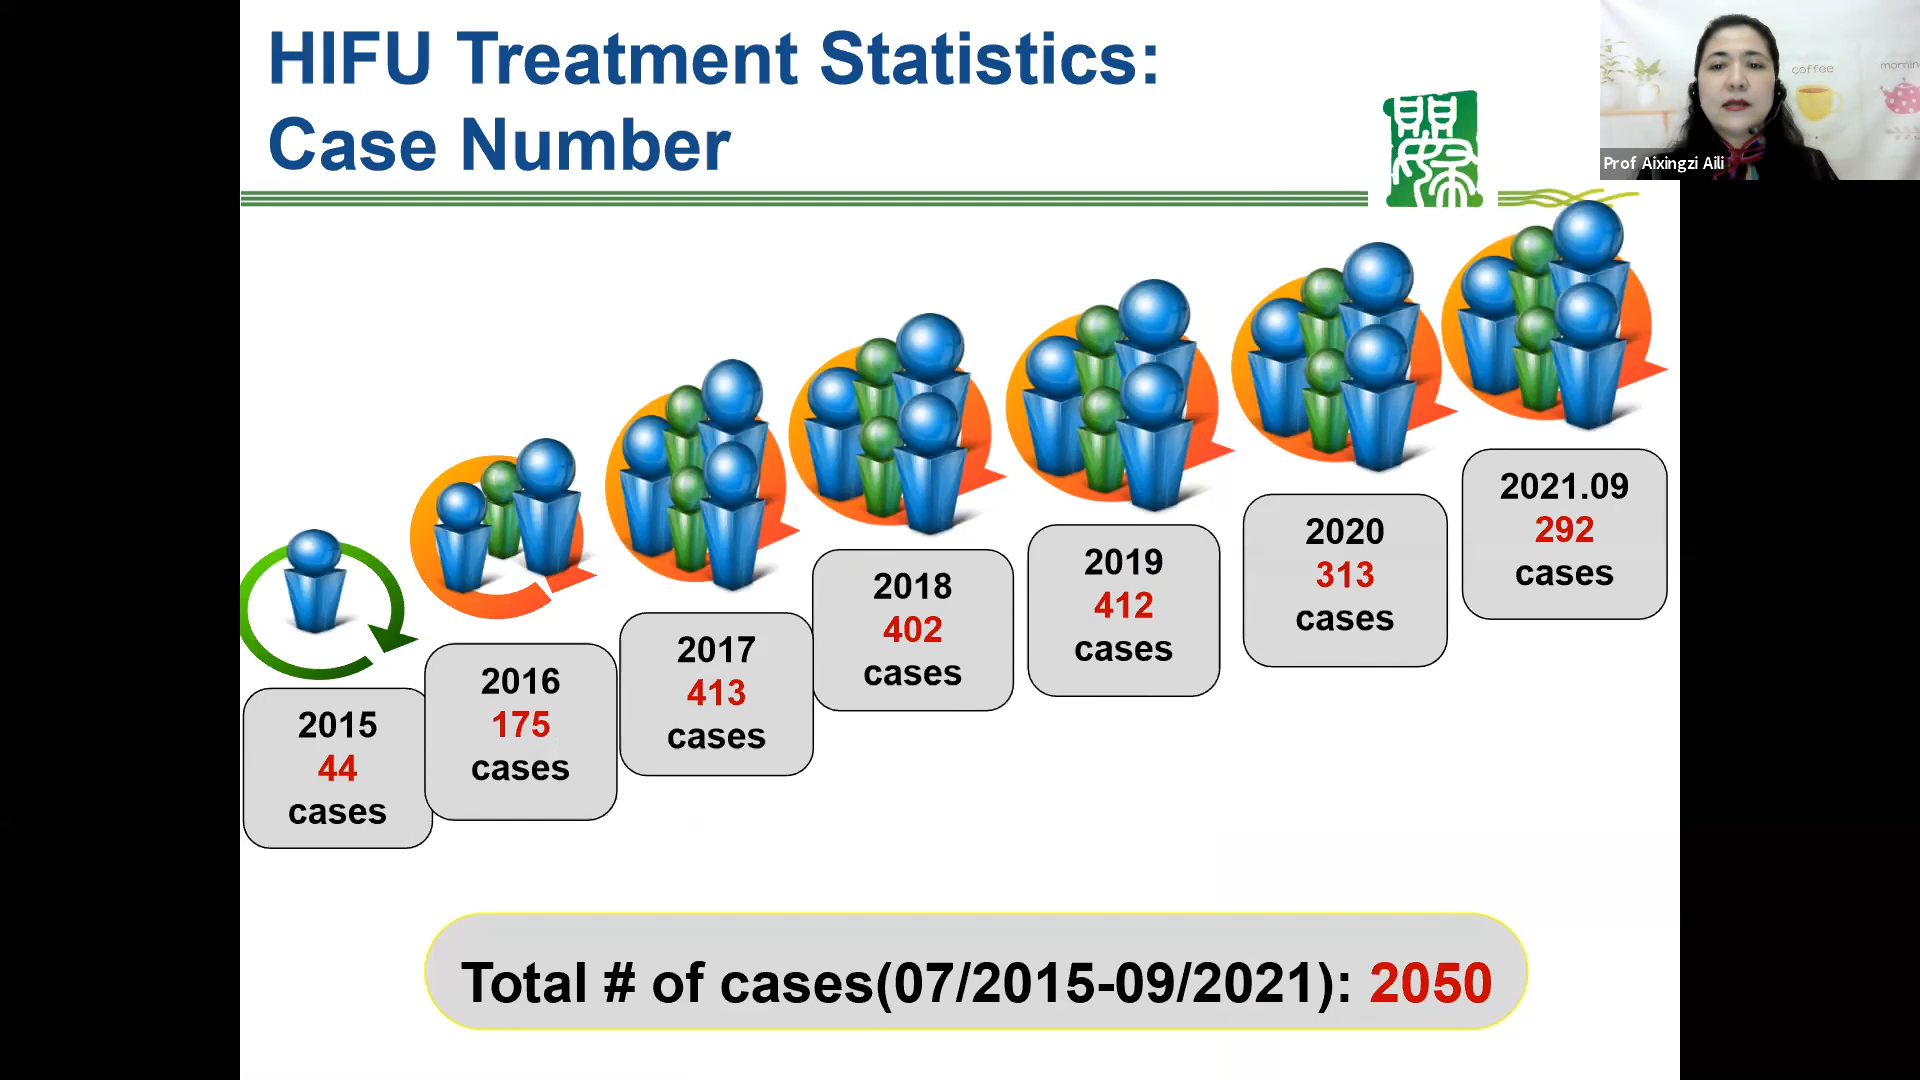 HIFU Treatment Statistics:
Case Number
coffee
Prof Aixingzi Aili
2015
44
cases
2016
175
cases
2017
413
cases
2018
402
cases
2019
412
cases
2020
313
cases
2021.09
292
cases
Total # of cases(07/2015-09/2021): 2050